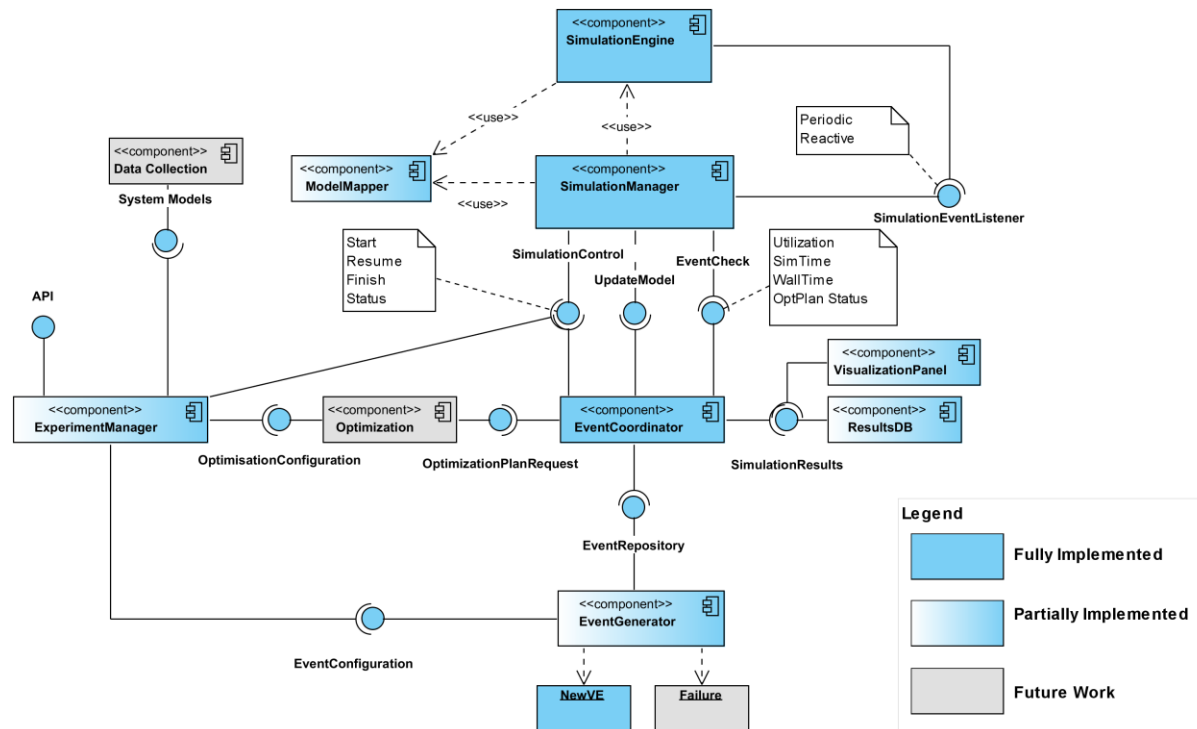 <<component>>
SimulationEngine
<<use>>
<<use>>
Periodic
Reactive
<<component>>
Data Collection
System Models
<<component>>
ModelMapper
<<use>>
<<component>>
SimulationManager
SimulationEventListener
Start
Resume
Finish
Status
SimulationControl
UpdateModel
EventCheck
Utilization
SimTime
WallTime
OptPlan Status
API
<<component>>
VisualizationPanel
<<component>>
ExperimentManager
OptimisationConfiguration
<<component>>
Optimization
OptimizationPlanRequest
<<component>>
EventCoordinator
SimulationResults
<<component>>
ResultsDB
EventRepository
<<component>>
EventGenerator
EventConfiguration
NewVE
Failure
Legend
Fully Implemented
Partially Implemented
Future Work